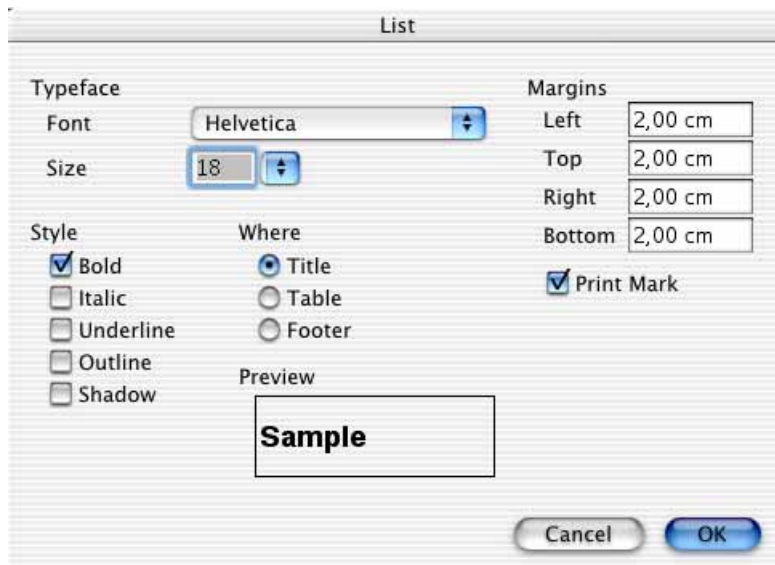 List
Typeface
Font Helvetica
Size 18
Margins
Left 2,00 cm
Top 2,00 cm
Right 2,00 cm
Bottom 2,00 cm
Print Mark
Style
Bold
Italic
Underline
Outline
Shadow
Where
Title
Table
Footer
Preview
Sample
Cancel OK